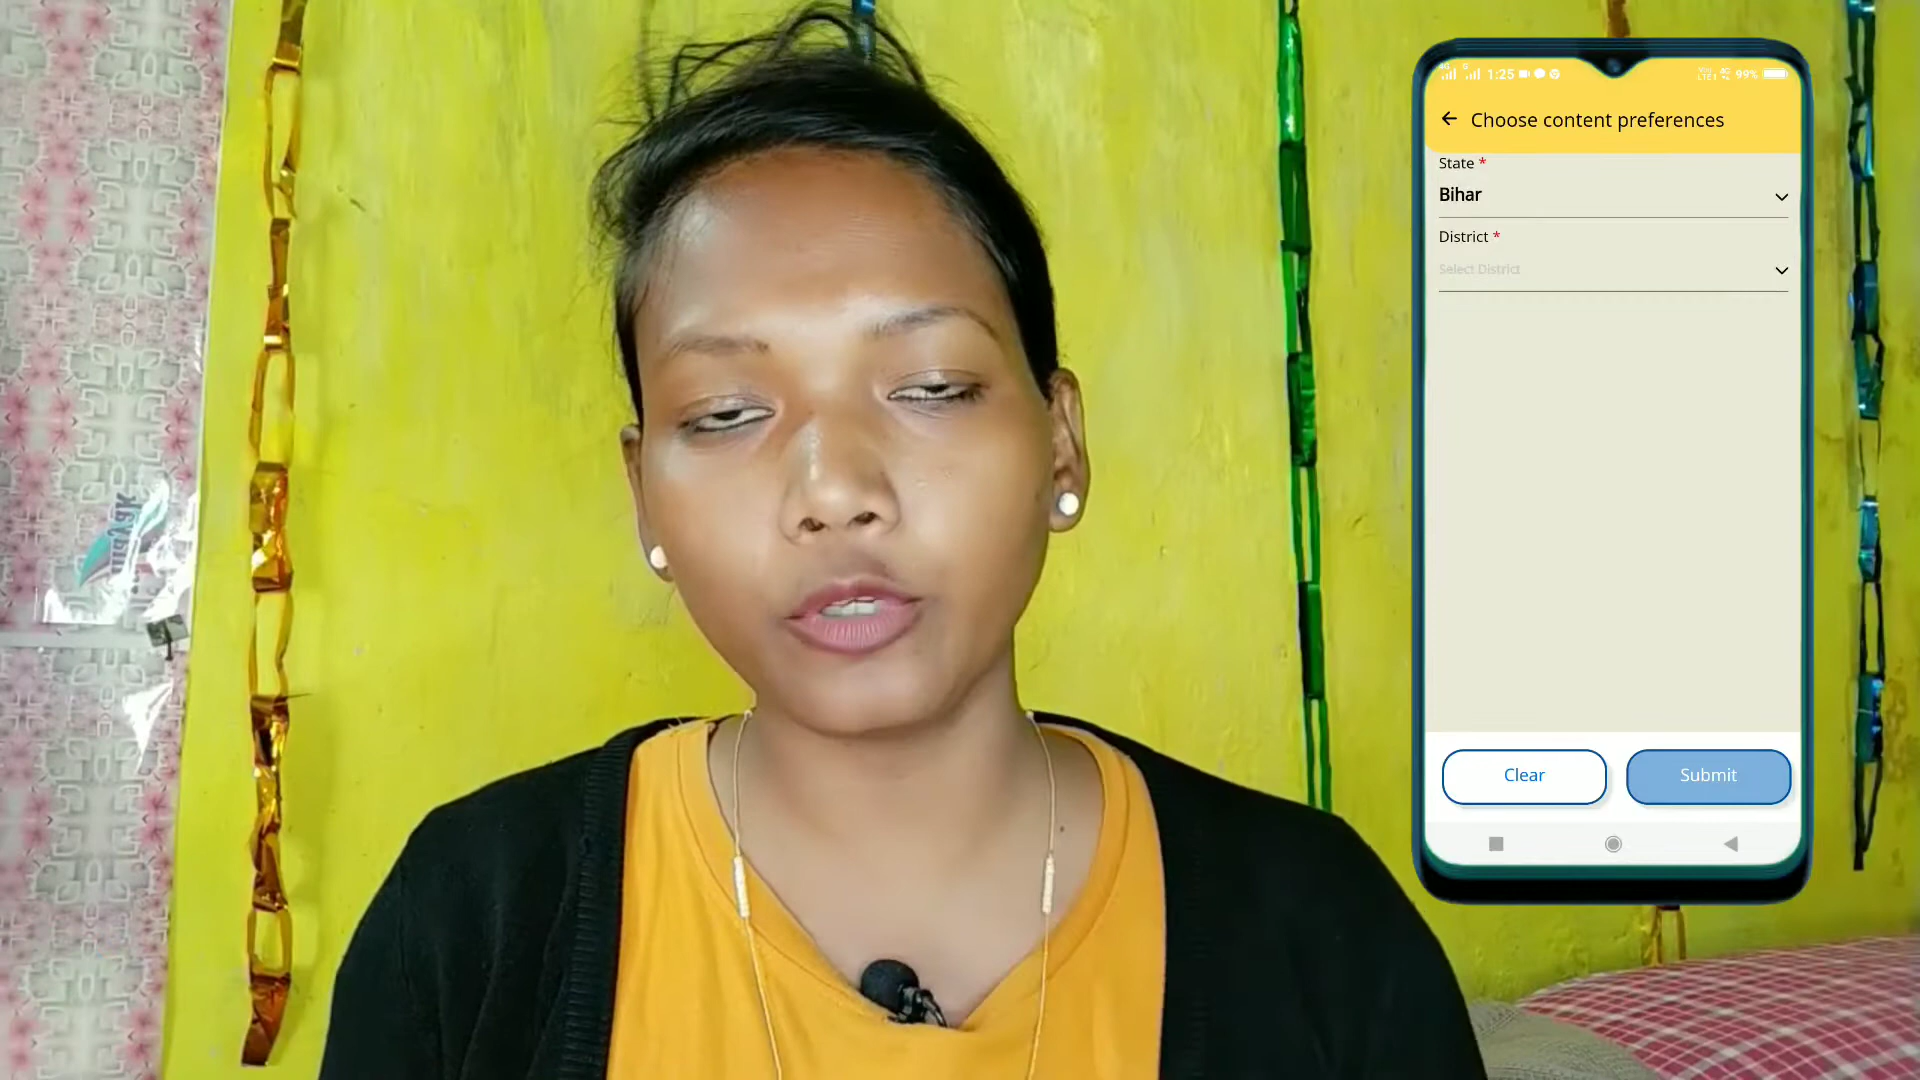 1:25
99%
Choose content preferences
State *
Bihar
District *
Select District
Clear
Submit